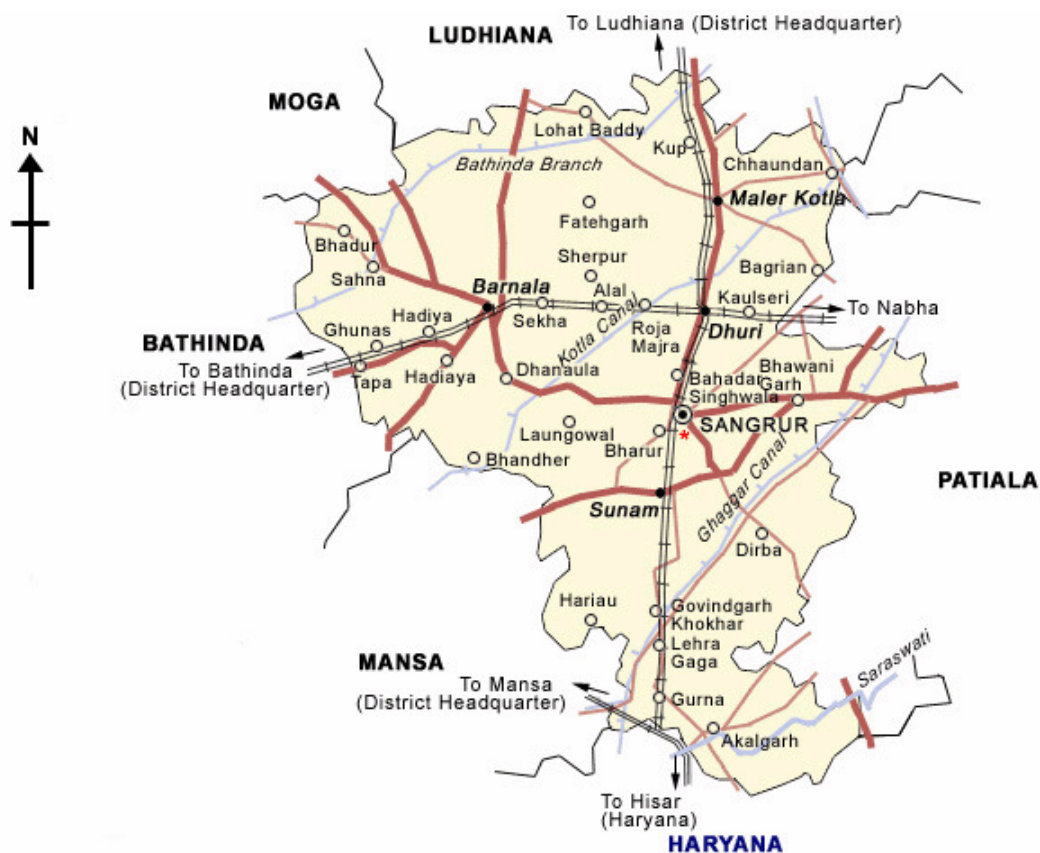 To Ludhiana (District Headquarter)
LUDHIANA
MOGA
N
Lohat Baddy
Kup
Bathinda Branch
Chhaundan
Maler Kotla
Fatehgarh
Bhadur
Sherpur
Bagrian
Sahna
Barnala
Alal
Kaulseri
To Nabha
Sekha
Kotla Canal
Hadiya
Roja
Majra
Dhuri
Ghunas
BATHINDA
To Bathinda
(District Headquarter)
Tapa
Hadiaya
Dhanaula
Bahadar
Singhwala
Bhawani
Garh
SANGRUR
*
Laungowal
Bharur
Bhandher
Ghaggar Canal
PATIALA
Sunam
Dirba
Hariau
Govindgarh
Khokhar
Lehra
Gaga
MANSA
Saraswati
To Mansa
(District Headquarter)
Gurna
Akalgarh
To Hisar
(Haryana)
HARYANA